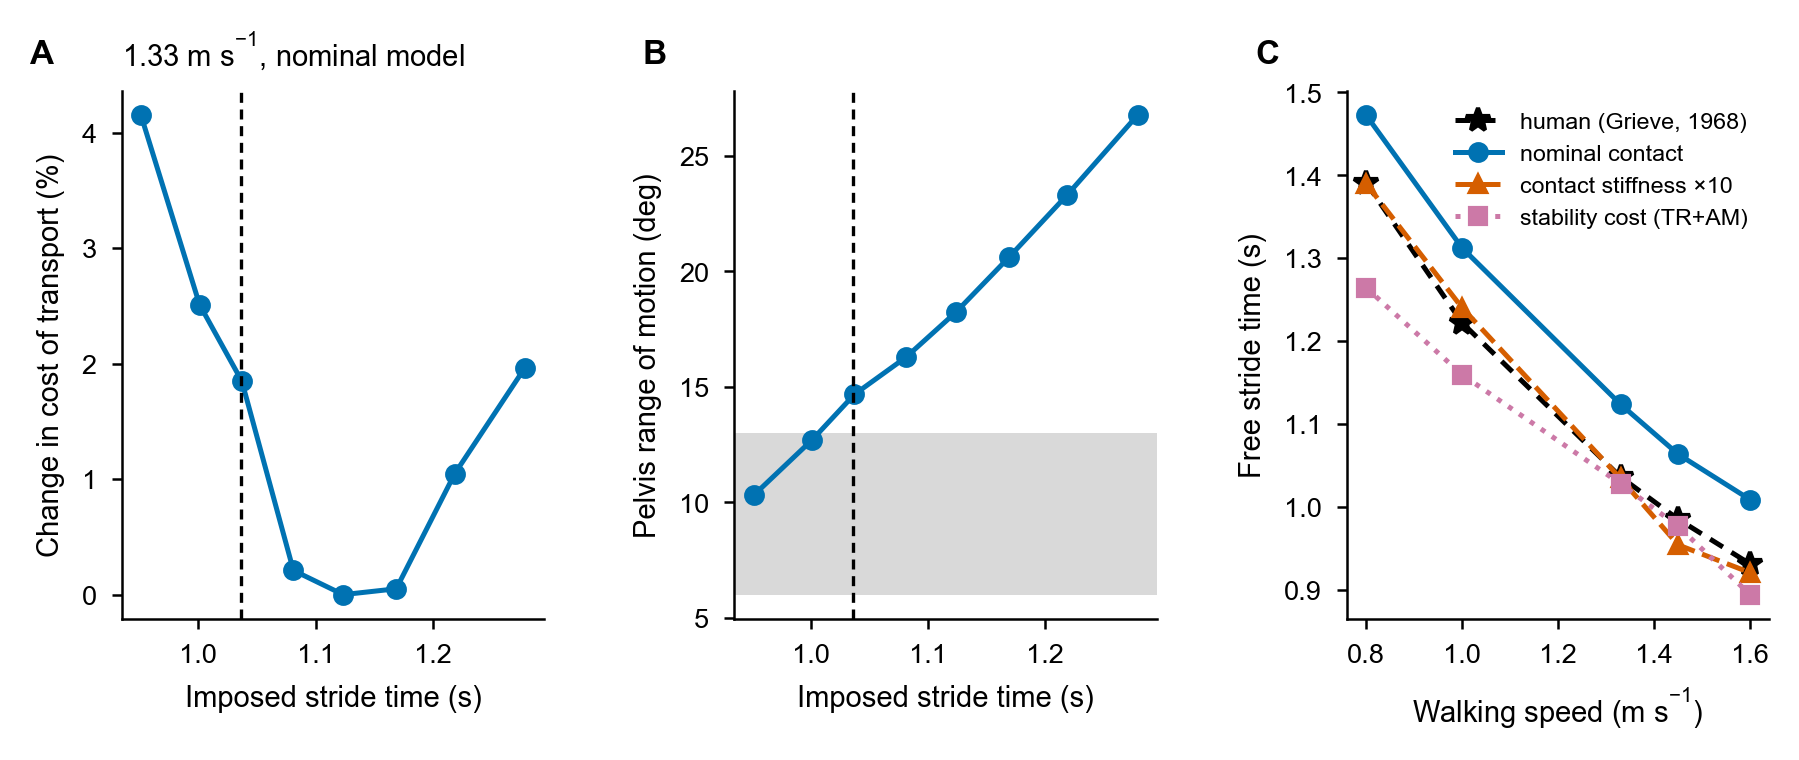 A
1.33 m s⁻¹, nominal model
Change in cost of transport (%)
4
3
2
1
0
1.0 1.1 1.2
Imposed stride time (s)
B
Pelvis range of motion (deg)
25
20
15
10
5
1.0 1.1 1.2
Imposed stride time (s)
C
Free stride time (s)
1.5
1.4
1.3
1.2
1.1
1.0
0.9
human (Grieve, 1968)
nominal contact
contact stiffness ×10
stability cost (TR+AM)
0.8 1.0 1.2 1.4 1.6
Walking speed (m s⁻¹)